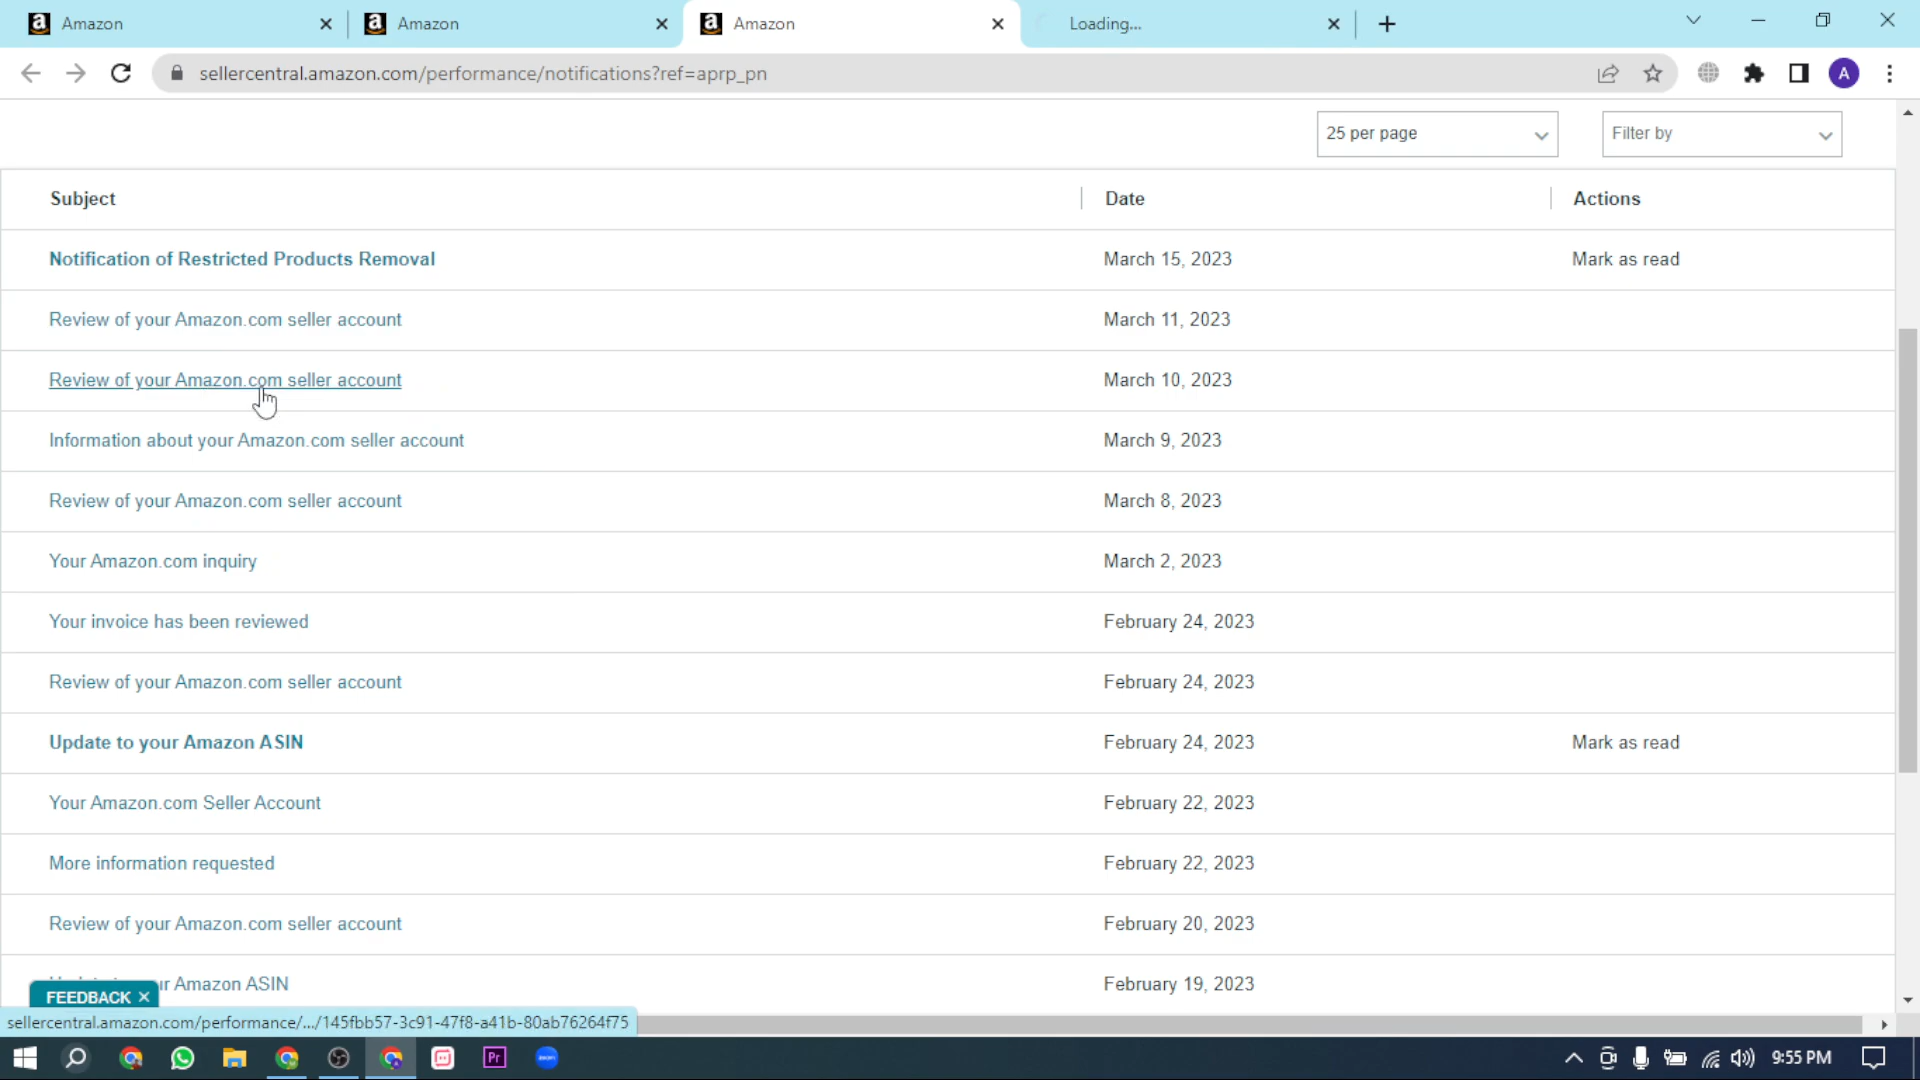 Amazon
Amazon
Amazon
Loading...
sellercentral.amazon.com/performance/notifications?ref=aprp_pn
A
25 per page
Filter by
Subject Date Actions
Notification of Restricted Products Removal March 15, 2023 Mark as read
Review of your Amazon.com seller account March 11, 2023
Review of your Amazon.com seller account March 10, 2023
Information about your Amazon.com seller account March 9, 2023
Review of your Amazon.com seller account March 8, 2023
Your Amazon.com inquiry March 2, 2023
Your invoice has been reviewed February 24, 2023
Review of your Amazon.com seller account February 24, 2023
Update to your Amazon ASIN February 24, 2023 Mark as read
Your Amazon.com Seller Account February 22, 2023
More information requested February 22, 2023
Review of your Amazon.com seller account February 20, 2023
Amazon ASIN February 19, 2023
FEEDBACK
sellercentral.amazon.com/performance/.../145fbb57-3c91-47f8-a41b-80ab76264f75
Pr
zoom
9:55 PM